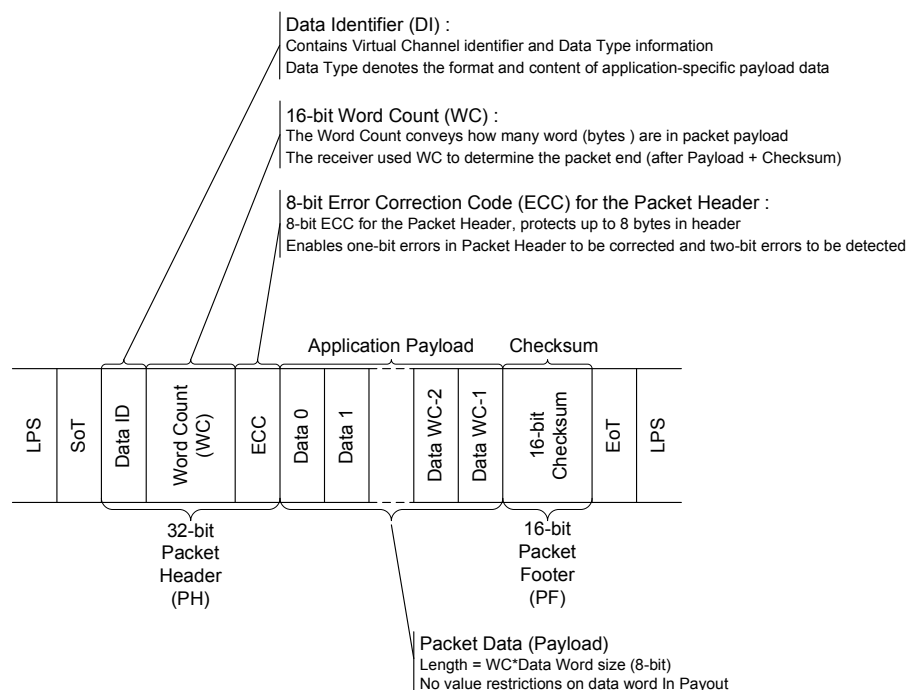 Data Identifier (DI) :
Contains Virtual Channel identifier and Data Type information
Data Type denotes the format and content of application-specific payload data
16-bit Word Count (WC) :
The Word Count conveys how many word (bytes ) are in packet payload
The receiver used WC to determine the packet end (after Payload + Checksum)
8-bit Error Correction Code (ECC) for the Packet Header :
8-bit ECC for the Packet Header, protects up to 8 bytes in header
Enables one-bit errors in Packet Header to be corrected and two-bit errors to be detected
Application Payload
Checksum
LPS
SoT
Data ID
Word Count
(WC)
ECC
Data 0
Data 1
Data WC-2
Data WC-1
16-bit
Checksum
EoT
LPS
32-bit
Packet
Header
(PH)
16-bit
Packet
Footer
(PF)
Packet Data (Payload)
Length = WC*Data Word size (8-bit)
No value restrictions on data word In Payout